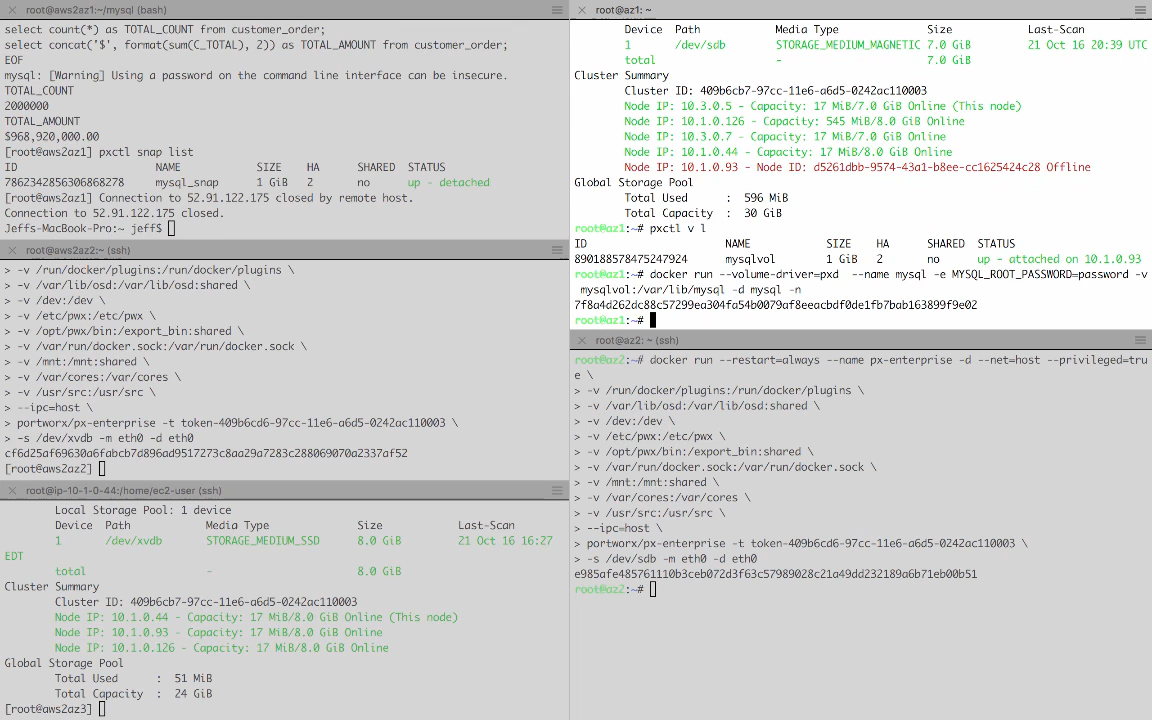 root@aws2az1:~/mysql (bash)
select count(*) as TOTAL_COUNT from customer_order;
select concat('$', format(sum(C_TOTAL), 2)) as TOTAL_AMOUNT from customer_order;
EOF
mysql: [Warning] Using a password on the command line interface can be insecure.
TOTAL_COUNT
2000000
TOTAL_AMOUNT
$968,920,000.00
[root@aws2az1] pxctl snap list
ID NAME SIZE HA SHARED STATUS
786234285630686827​8 mysql_snap 1 GiB 2 no up - detached
[root@aws2az1] Connection to 52.91.122.175 closed by remote host.
Connection to 52.91.122.175 closed.
Jeffs-MacBook-Pro:~ jeff$
root@aws2az2:~ (ssh)
> -v /run/docker/plugins:/run/docker/plugins \
> -v /var/lib/osd:/var/lib/osd:shared \
> -v /dev:/dev \
> -v /etc/pwx:/etc/pwx \
> -v /opt/pwx/bin:/export_bin:shared \
> -v /var/run/docker.sock:/var/run/docker.sock \
> -v /mnt:/mnt:shared \
> -v /var/cores:/var/cores \
> -v /usr/src:/usr/src \
> --ipc=host \
> portworx/px-enterprise -t token-409b6cd6-97cc-11e6-a6d5-0242ac110003 \
> -s /dev/xvdb -m eth0 -d eth0
cf6d25af69630a6fabcb7d896ad9517273c8aa29a7283c288069070a2337af52
[root@aws2az2]
root@ip-10-1-0-44:/home/ec2-user (ssh)
Local Storage Pool: 1 device
Device Path Media Type Size Last-Scan
1 /dev/xvdb STORAGE_MEDIUM_SSD 8.0 GiB 21 Oct 16 16:27
EDT
total - 8.0 GiB
Cluster Summary
Cluster ID: 409b6cb7-97cc-11e6-a6d5-0242ac110003
Node IP: 10.1.0.44 - Capacity: 17 MiB/8.0 GiB Online (This node)
Node IP: 10.1.0.93 - Capacity: 17 MiB/8.0 GiB Online
Node IP: 10.1.0.126 - Capacity: 17 MiB/8.0 GiB Online
Global Storage Pool
Total Used : 51 MiB
Total Capacity : 24 GiB
[root@aws2az3]
root@az1: ~
Device Path Media Type Size Last-Scan
1 /dev/sdb STORAGE_MEDIUM_MAGNETIC 7.0 GiB 21 Oct 16 20:39 UTC
total - 7.0 GiB
Cluster Summary
Cluster ID: 409b6cb7-97cc-11e6-a6d5-0242ac110003
Node IP: 10.3.0.5 - Capacity: 17 MiB/7.0 GiB Online (This node)
Node IP: 10.1.0.126 - Capacity: 545 MiB/8.0 GiB Online
Node IP: 10.3.0.7 - Capacity: 17 MiB/7.0 GiB Online
Node IP: 10.1.0.44 - Capacity: 17 MiB/8.0 GiB Online
Node IP: 10.1.0.93 - Node ID: d5261dbb-9574-43a1-b8ee-cc1625424c28 Offline
Global Storage Pool
Total Used : 596 MiB
Total Capacity : 30 GiB
root@az1:~# pxctl v l
ID NAME SIZE HA SHARED STATUS
890188578475247924 mysqlvol 1 GiB 2 no up - attached on 10.1.0.93
root@az1:~# docker run --volume-driver=pxd --name mysql -e MYSQL_ROOT_PASSWORD=password -v
mysqlvol:/var/lib/mysql -d mysql -n
7f8a4d262dc88c57299ea304fa54b0079af8eeacbdf0de1fb7bab163899f9e02
root@az1:~#
root@az2: ~ (ssh)
root@az2:~# docker run --restart=always --name px-enterprise -d --net=host --privileged=tru
e \
> -v /run/docker/plugins:/run/docker/plugins \
> -v /var/lib/osd:/var/lib/osd:shared \
> -v /dev:/dev \
> -v /etc/pwx:/etc/pwx \
> -v /opt/pwx/bin:/export_bin:shared \
> -v /var/run/docker.sock:/var/run/docker.sock \
> -v /mnt:/mnt:shared \
> -v /var/cores:/var/cores \
> -v /usr/src:/usr/src \
> --ipc=host \
> portworx/px-enterprise -t token-409b6cd6-97cc-11e6-a6d5-0242ac110003 \
> -s /dev/sdb -m eth0 -d eth0
e985afe485761110b3ceb072d3f63c57989028c21a49dd232189a6b71eb00b51
root@az2:~#